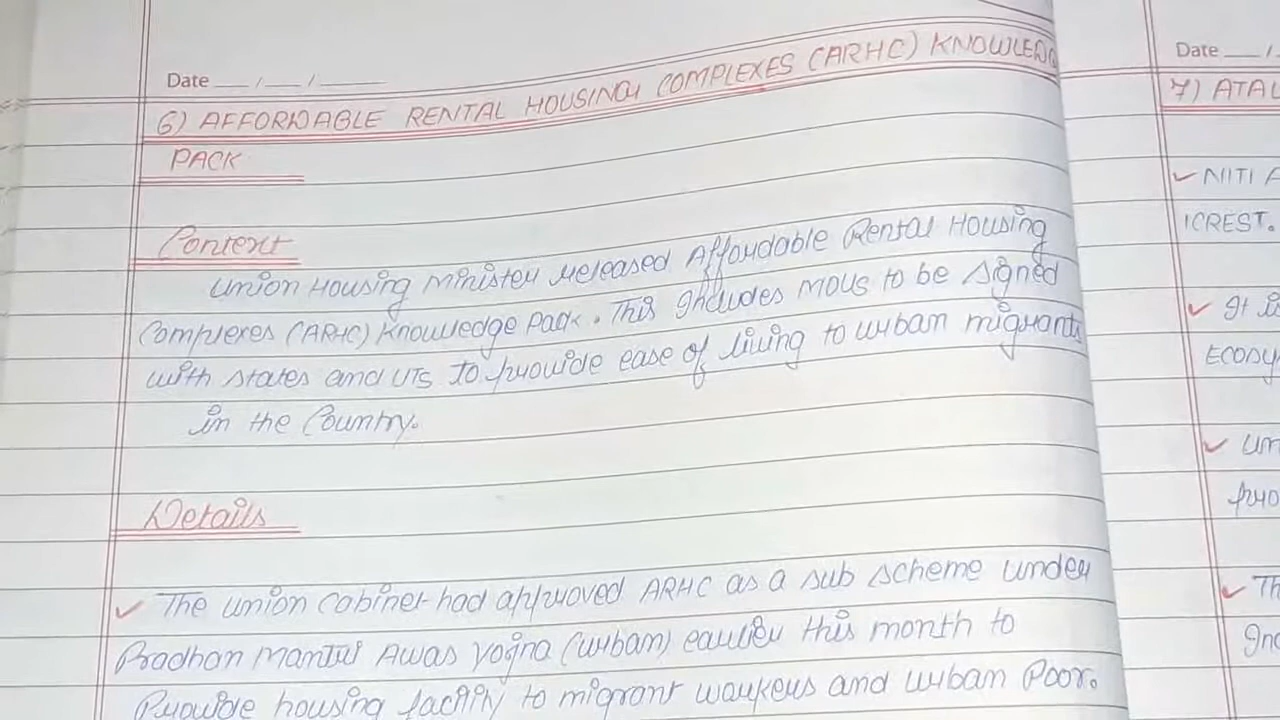 Date __/__/____
6) AFFORDABLE RENTAL HOUSING COMPLEXES (ARHC) KNOWLEDG
PACK
Context
Union Housing Minister released Affordable Rental Housing
Complexes (ARHC) Knowledge Pack. This Includes MOUs to be signed
with states and UTs to provide ease of living to urban migrants
in the Country.
Details
✓ The Union Cabinet had approved ARHC as a sub scheme under
Pradhan Mantri Awas Yojna (urban) earlier this month to
Provide housing facility to migrant workers and urban Poor.
Date __/
7) ATAL
✓ NITI A
ICREST.
✓ It is
Ecosy
✓ Un
pro
✓ Th
Inc